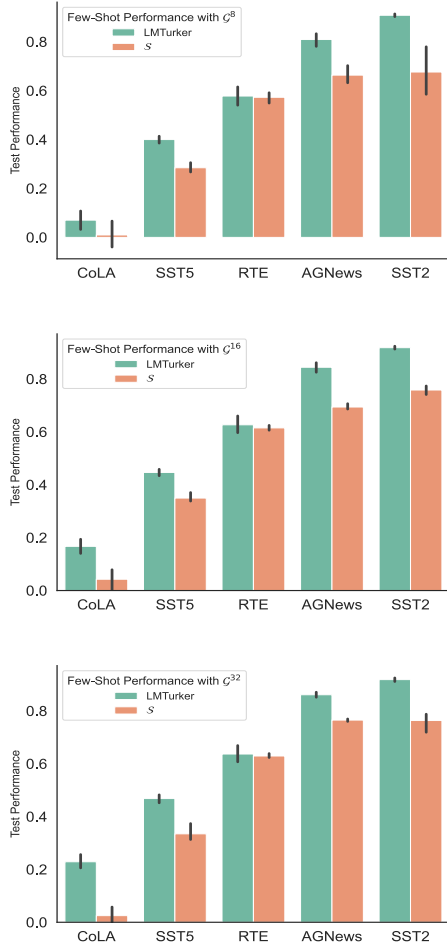 Few-Shot Performance with 𝒢⁸
LMTurker
𝒮
Test Performance
0.8
0.6
0.4
0.2
0.0
CoLA SST5 RTE AGNews SST2
Few-Shot Performance with 𝒢¹⁶
LMTurker
𝒮
Test Performance
0.8
0.6
0.4
0.2
0.0
CoLA SST5 RTE AGNews SST2
Few-Shot Performance with 𝒢³²
LMTurker
𝒮
Test Performance
0.8
0.6
0.4
0.2
0.0
CoLA SST5 RTE AGNews SST2